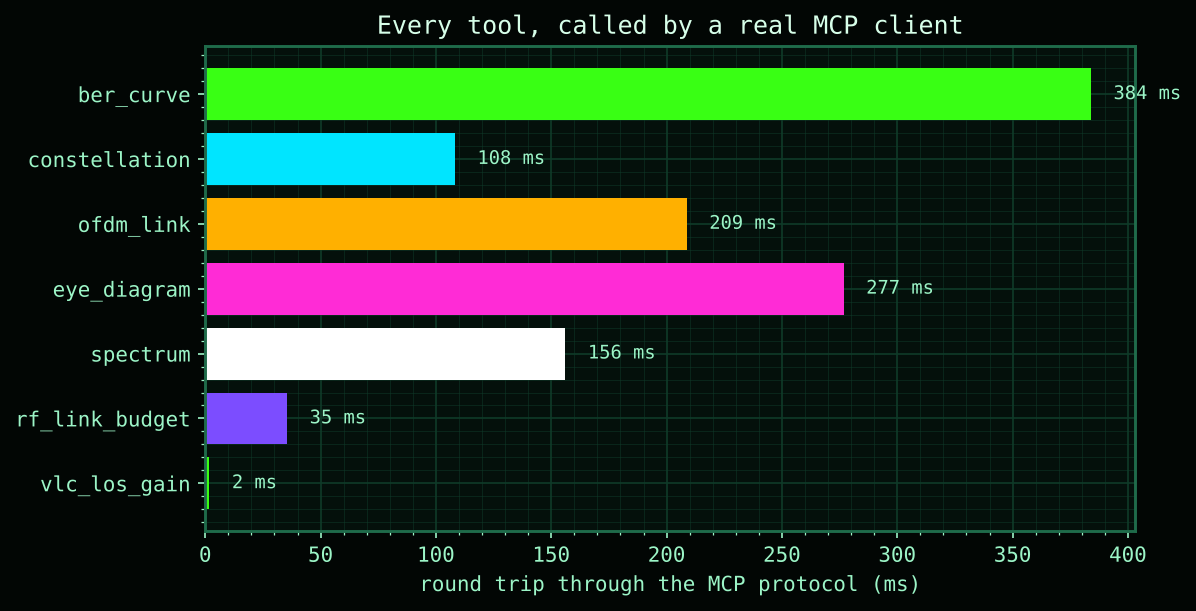 Every tool, called by a real MCP client
ber_curve
384 ms
constellation
108 ms
ofdm_link
209 ms
eye_diagram
277 ms
spectrum
156 ms
rf_link_budget
35 ms
vlc_los_gain
2 ms
0 50 100 150 200 250 300 350 400
round trip through the MCP protocol (ms)